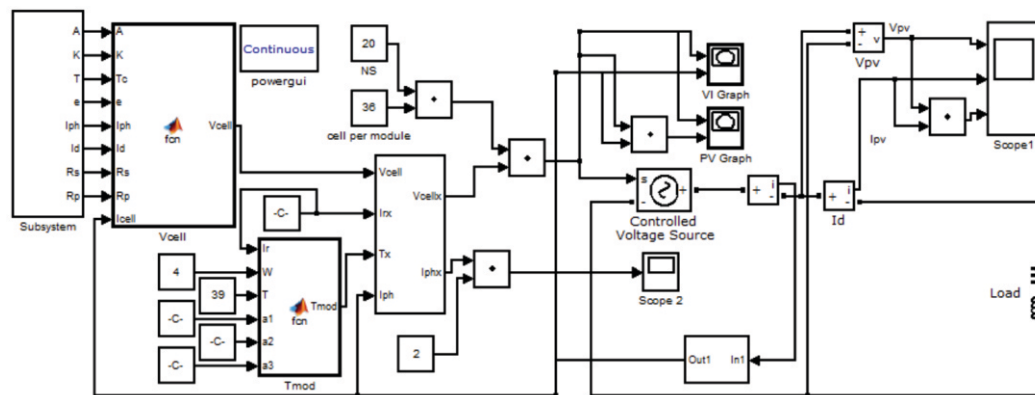 A
K
T
e
Iph
Id
Rs
Rp
Subsystem
A
K
Tc
e
Iph
Id
Rs
Rp
Icell
fcn
Vcell
Vcell
Continuous
powergui
20
NS
36
cell per module
-C-
Ir
W
T
a1
a2
a3
fcn
Tmod
Tmod
4
39
-C-
-C-
-C-
Vcell
Irx
Tx
Iph
Vcellx
Iphx
2
VI Graph
PV Graph
s
-
+
Controlled
Voltage Source
Scope 2
Out1
In1
+
-
i
+
-
i
Id
+
-
v
Vpv
Vpv
Ipv
Scope1
Load